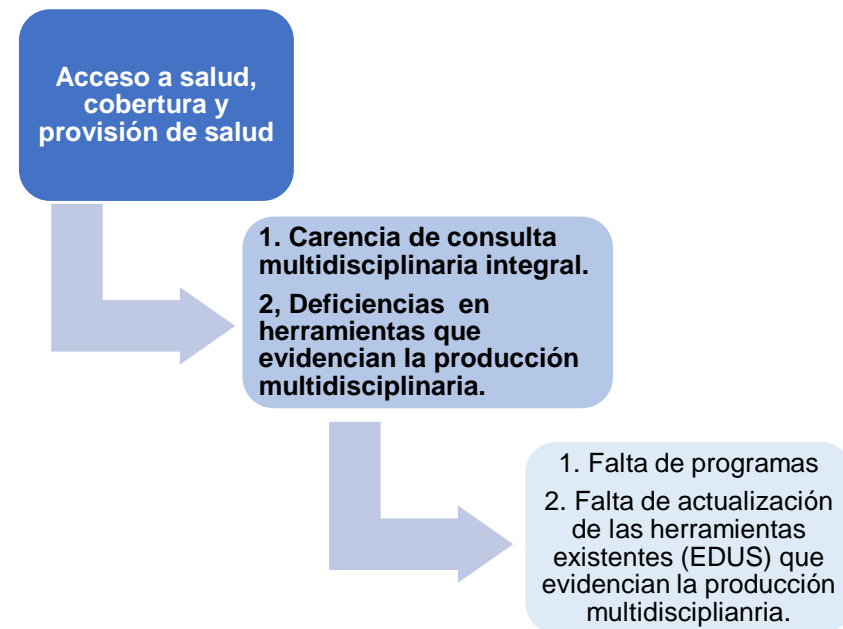 Acceso a salud,
cobertura y
provisión de salud
1. Carencia de consulta
multidisciplinaria integral.
2, Deficiencias en
herramientas que
evidencian la producción
multidisciplinaria.
1. Falta de programas
2. Falta de actualización
de las herramientas
existentes (EDUS) que
evidencian la producción
multidisciplianria.